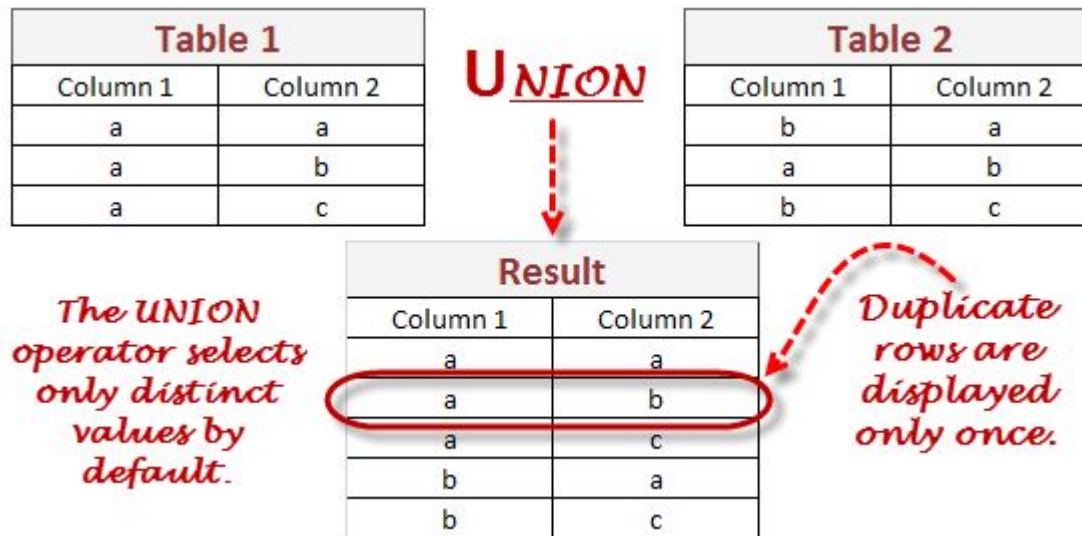 Table 1
Column 1 Column 2
a a
a b
a c
UNION
Table 2
Column 1 Column 2
b a
a b
b c
The UNION
operator selects
only distinct
values by
default.
Result
Column 1 Column 2
a a
a b
a c
b a
b c
Duplicate
rows are
displayed
only once.